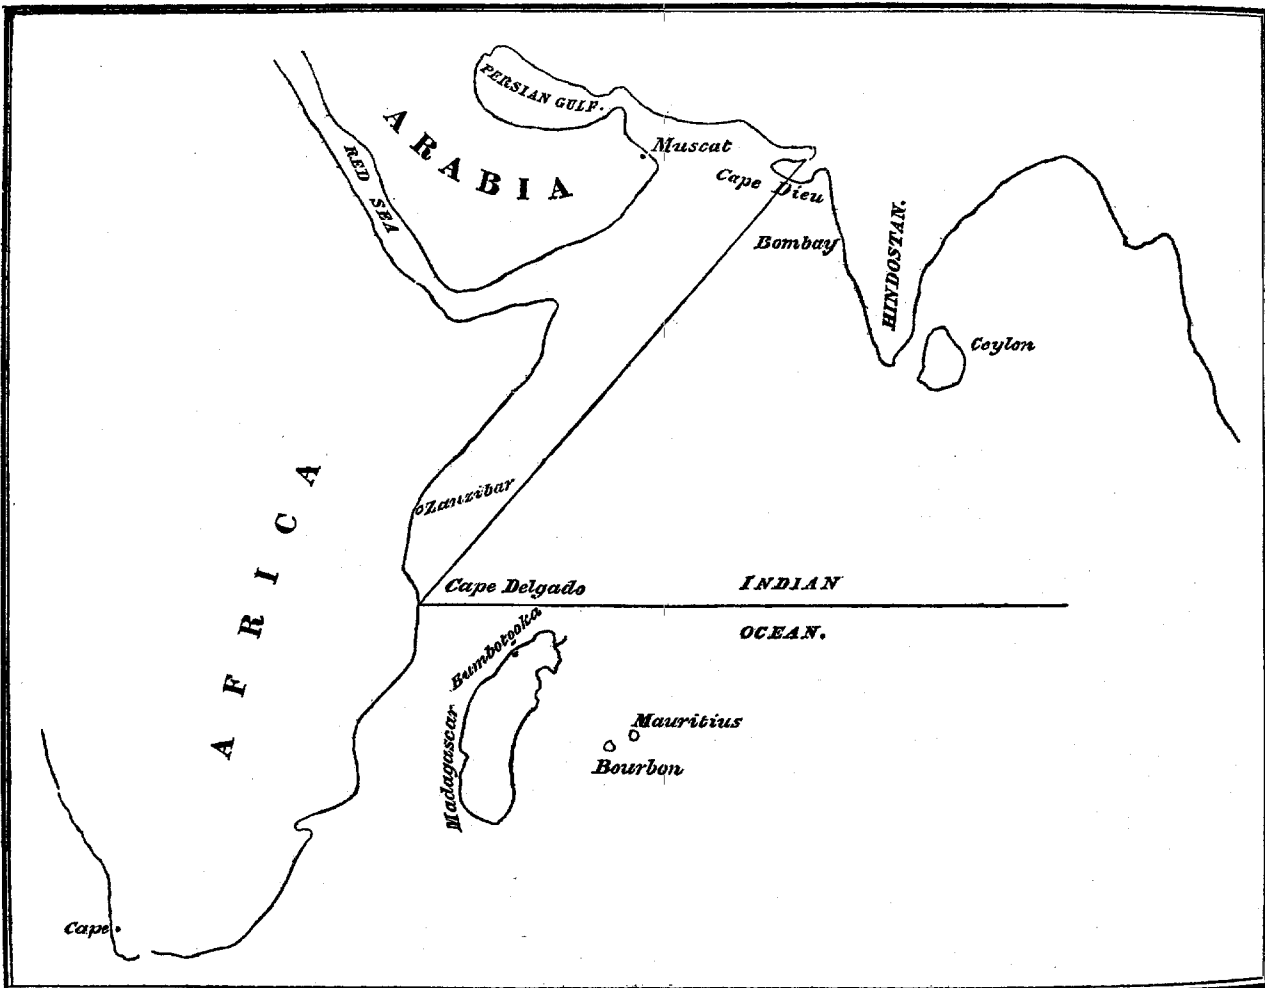 PERSIAN GULF.
ARABIA
RED SEA
Muscat
Cape Dieu
Bombay
HINDOSTAN.
Ceylon
AFRICA
Zanzibar
Cape Delgado
INDIAN
OCEAN.
Bumbotooka
Madagascar
Mauritius
Bourbon
Cape